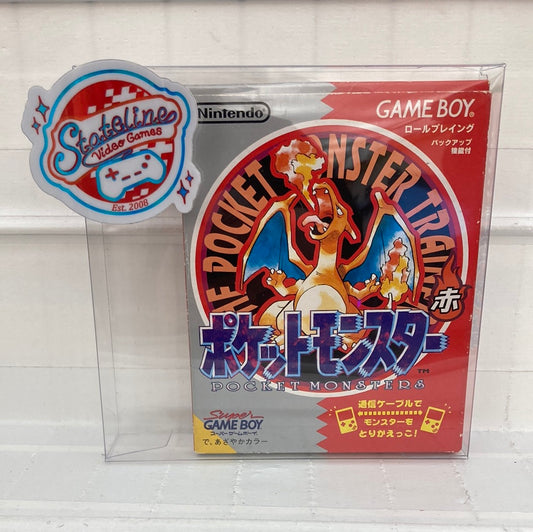 Stateline
Video Games
Est. 2008
Nintendo
GAME BOY
ロールプレイング
バックアップ
機能付
THE POCKET MONSTER TRAINER
赤
ポケットモンスター
POCKET MONSTERS
TM
通信ケーブルで
モンスターを
とりかえっこ!
Super
GAME BOY
スーパーゲームボーイ
で、あざやかカラー